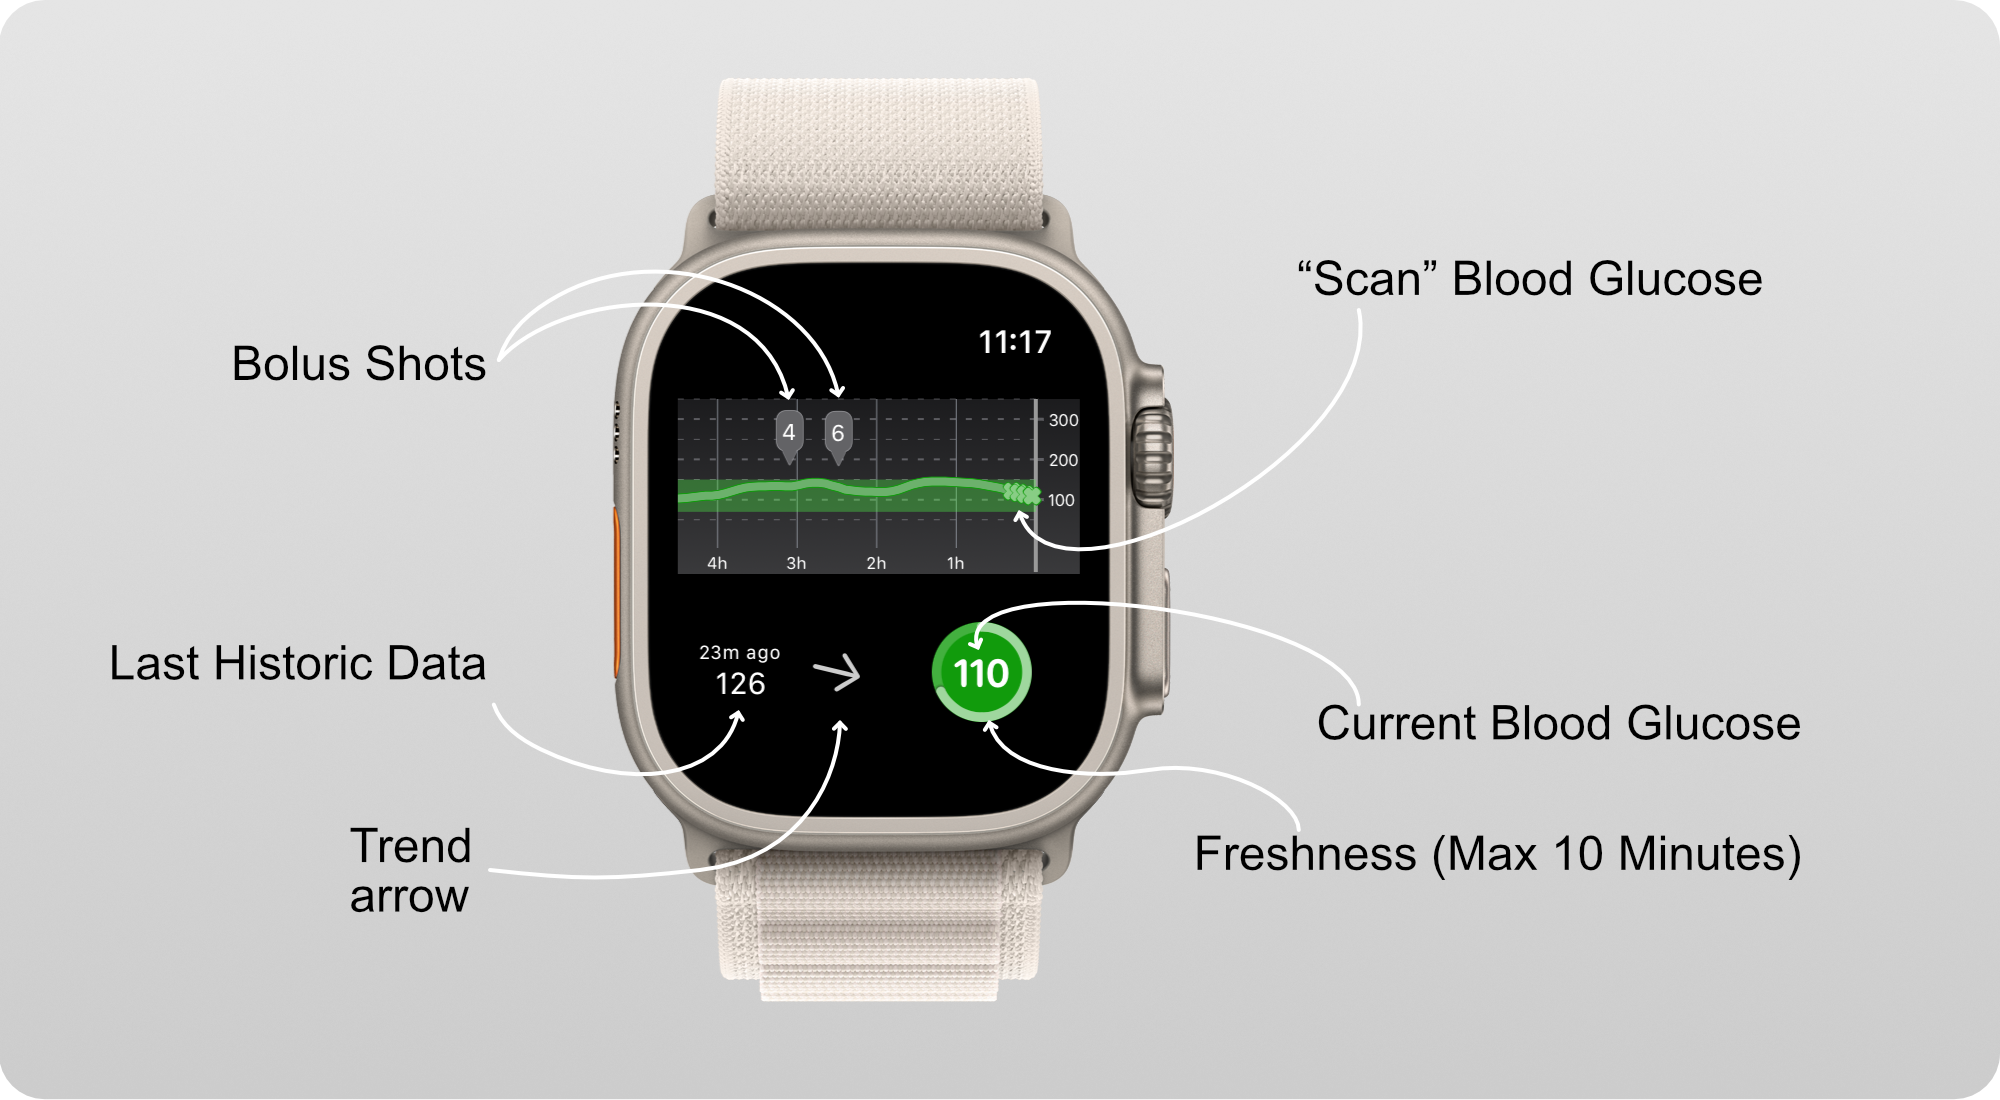 “Scan” Blood Glucose
11:17
Bolus Shots
4 6
300
200
100
4h 3h 2h 1h
Last Historic Data
23m ago
126
110
Current Blood Glucose
Trend
arrow
Freshness (Max 10 Minutes)